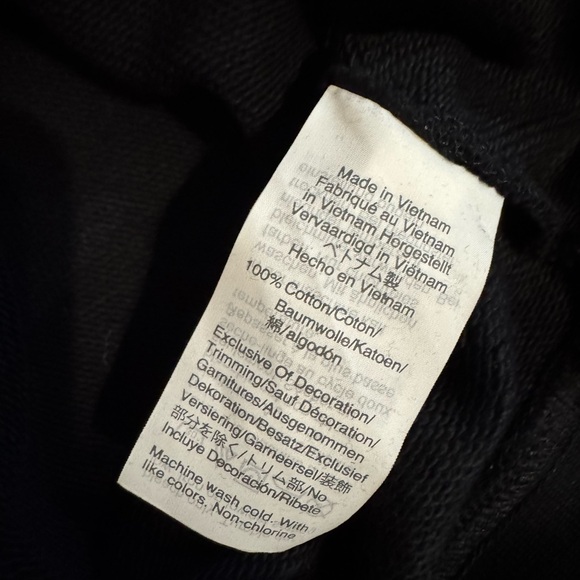 Made in Vietnam
Fabriqué au Vietnam
in Vietnam Hergestellt
Vervaardigd in Vietnam
ベトナム製
Hecho en Vietnam
100% Cotton/Coton/
Baumwolle/Katoen/
綿/algodón
Exclusive Of Decoration/
Trimming/Sauf Décoration/
Garnitures/Ausgenommen
Dekoration/Besatz/Exclusief
Versiering/Garneersel/装飾
部分を除く/トリム部/No
Incluye Decoración/Ribete
Machine wash cold. With
like colors. Non-chlorine